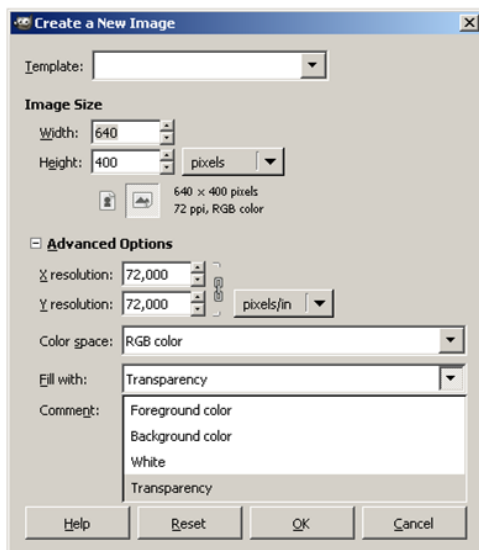 Create a New Image
Template:
Image Size
Width: 640
Height: 400 pixels
640 × 400 pixels
72 ppi, RGB color
Advanced Options
X resolution: 72,000
Y resolution: 72,000 pixels/in
Color space: RGB color
Fill with: Transparency
Comment: Foreground color
Background color
White
Transparency
Help Reset OK Cancel